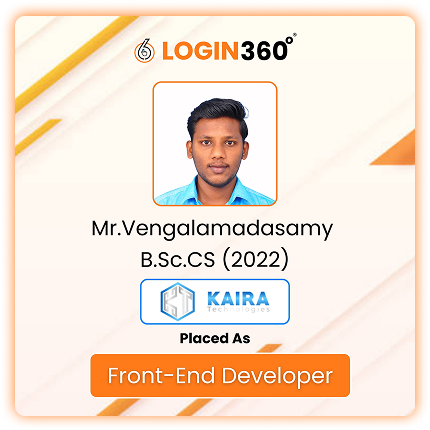 LOGIN360®
Mr.Vengalamadasamy
B.Sc.CS (2022)
KAIRA
Technologies
Placed As
Front-End Developer